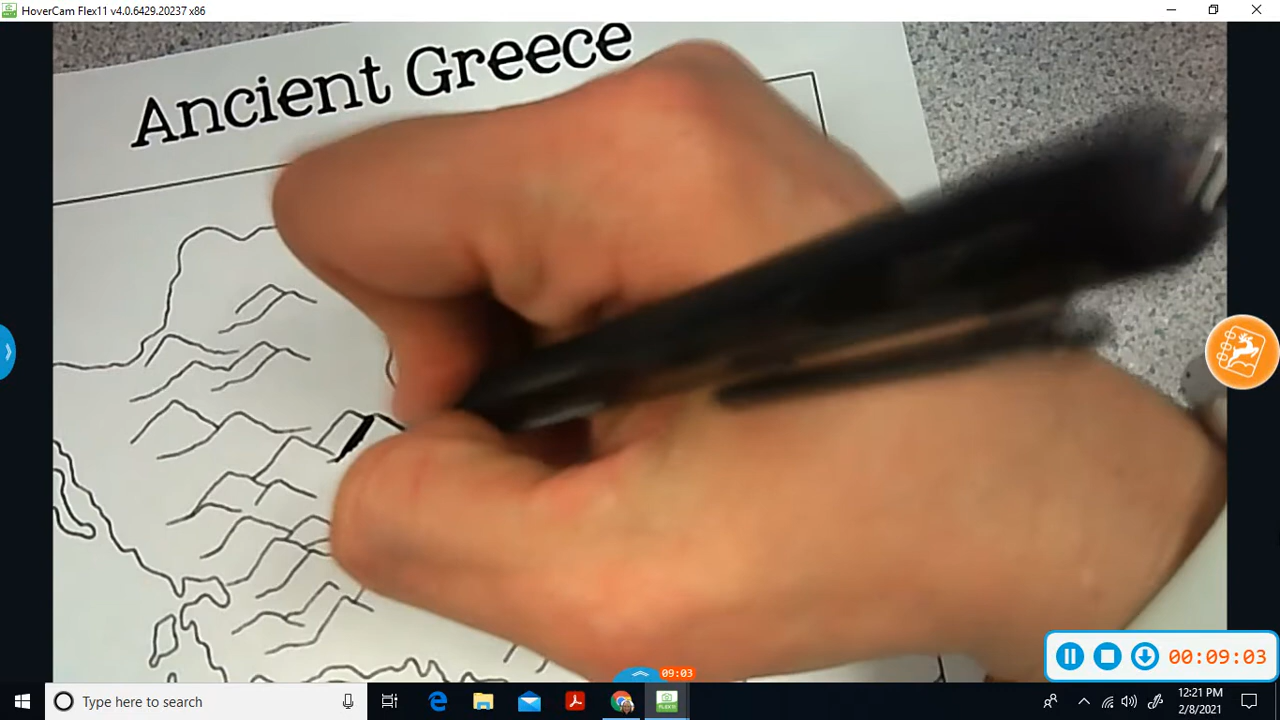 HoverCam Flex11 v4.0.6429.20237 x86
Ancient Greece
00:09:03
09:03
Type here to search
12:21 PM
2/8/2021